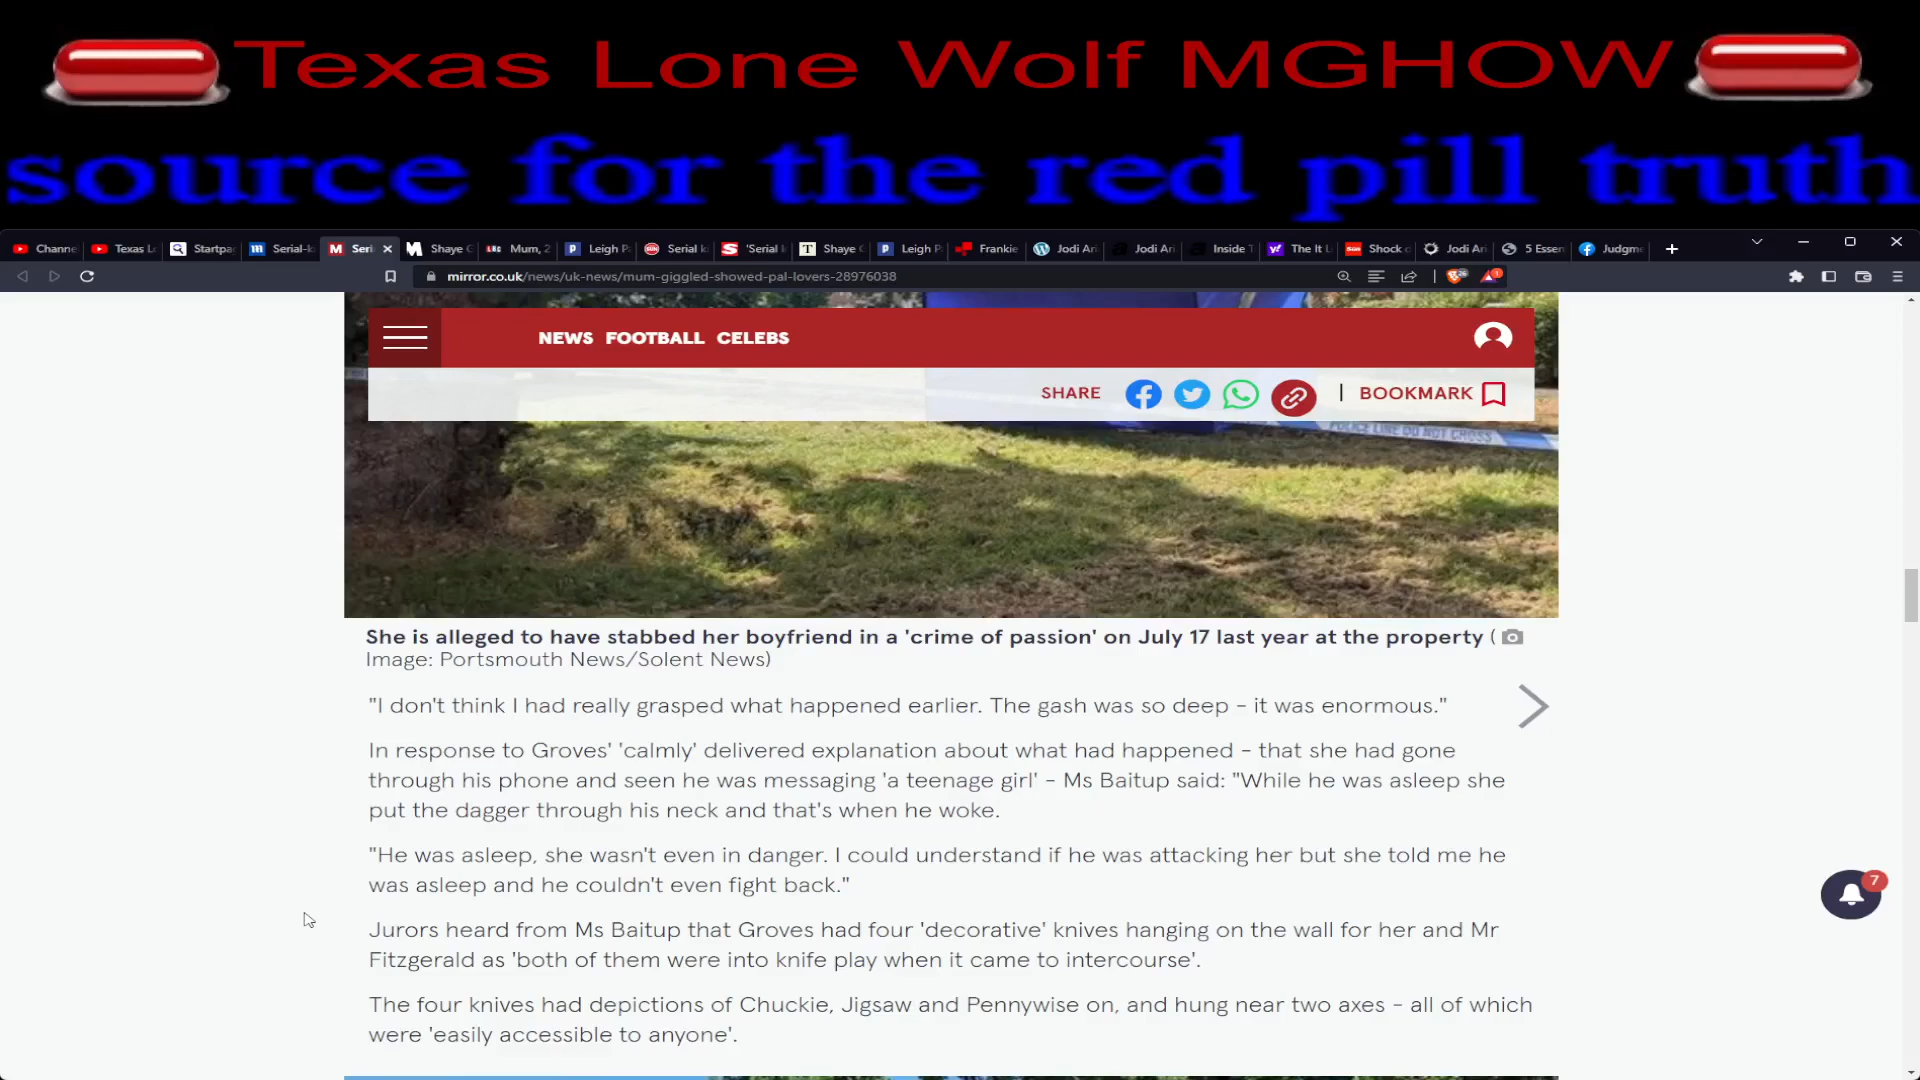 Texas Lone Wolf MGHOW
source for the red pill truth
Channe
Texas L
Startpa
Serial-k
Seri
Shaye G
Mum, 2
Leigh P
Serial k
'Serial
Shaye G
Leigh P
Frankie
Jodi Ari
Jodi Ari
Inside T
The It L
Shock
Jodi Ar
5 Essen
Judgme
mirror.co.uk/news/uk-news/mum-giggled-showed-pal-lovers-28976038
NEWS FOOTBALL CELEBS
SHARE
BOOKMARK
POLICE LINE DO NOT CROSS
She is alleged to have stabbed her boyfriend in a 'crime of passion' on July 17 last year at the property (
Image: Portsmouth News/Solent News)
"I don't think I had really grasped what happened earlier. The gash was so deep - it was enormous."
In response to Groves' 'calmly' delivered explanation about what had happened - that she had gone
through his phone and seen he was messaging 'a teenage girl' - Ms Baitup said: "While he was asleep she
put the dagger through his neck and that's when he woke.
"He was asleep, she wasn't even in danger. I could understand if he was attacking her but she told me he
was asleep and he couldn't even fight back."
7
Jurors heard from Ms Baitup that Groves had four 'decorative' knives hanging on the wall for her and Mr
Fitzgerald as 'both of them were into knife play when it came to intercourse'.
The four knives had depictions of Chuckie, Jigsaw and Pennywise on, and hung near two axes - all of which
were 'easily accessible to anyone'.